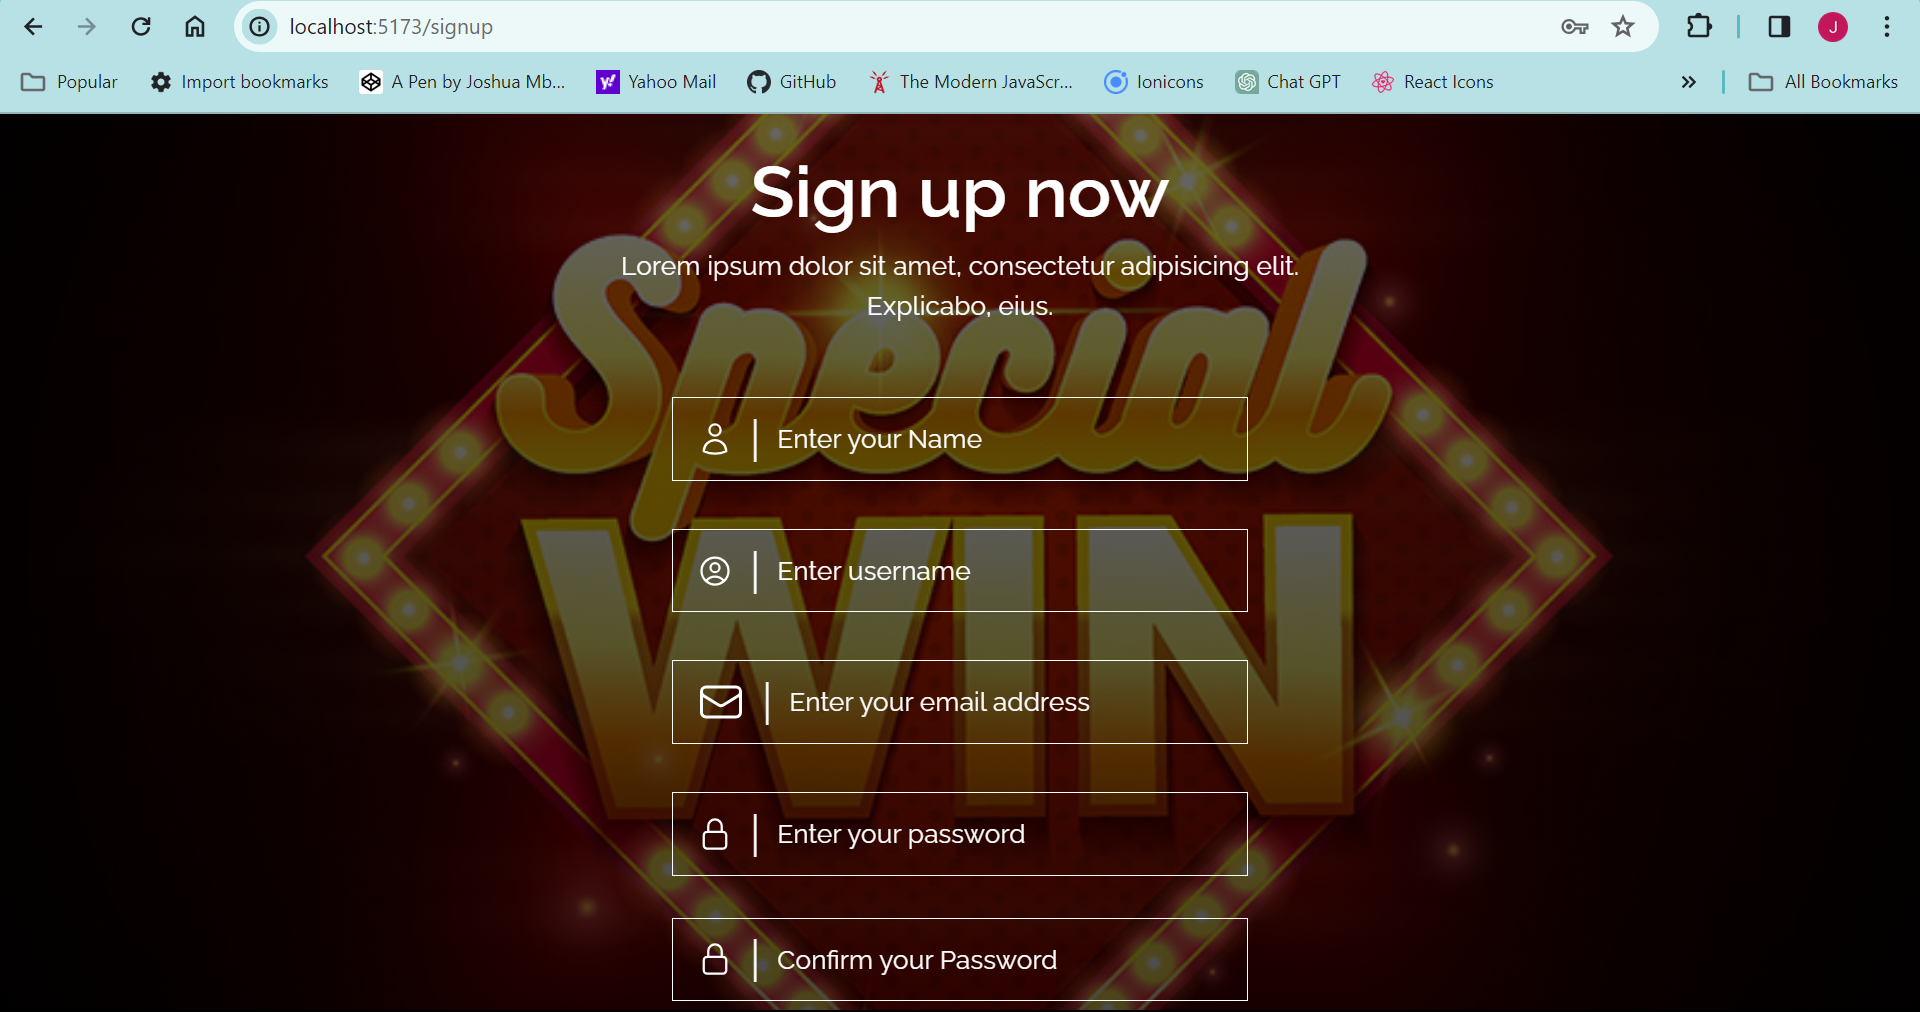 localhost:5173/signup
J
Popular
Import bookmarks
A Pen by Joshua Mb...
Yahoo Mail
GitHub
The Modern JavaScr...
Ionicons
Chat GPT
React Icons
All Bookmarks
Sign up now
Lorem ipsum dolor sit amet, consectetur adipisicing elit.
Explicabo, eius.
Special
WIN
Enter your Name
Enter username
Enter your email address
Enter your password
Confirm your Password